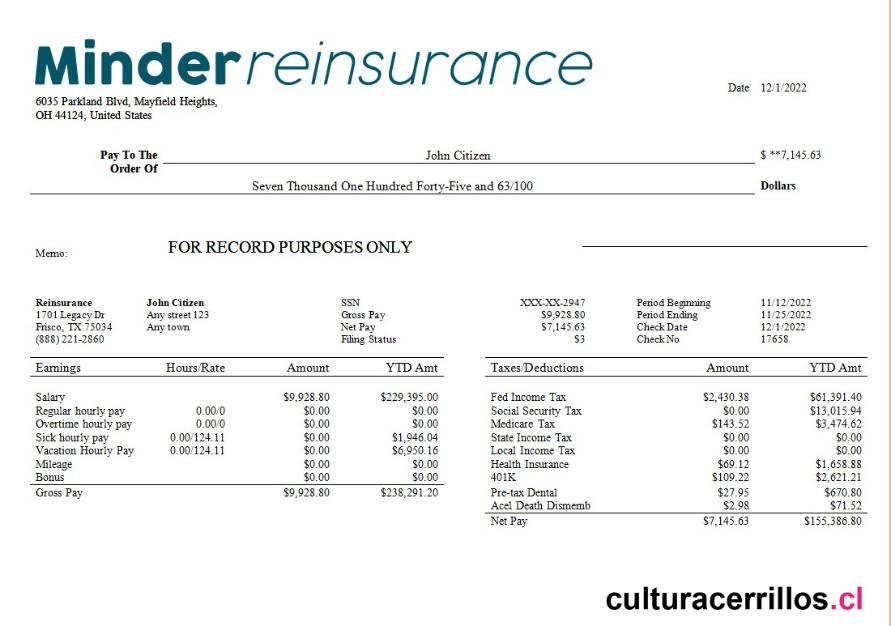 Minderreinsurance
6035 Parkland Blvd, Mayfield Heights,
OH 44124, United States
Date 12/1/2022
Pay To The
Order Of
John Citizen $ **7,145.63
Seven Thousand One Hundred Forty-Five and 63/100 Dollars
Memo: FOR RECORD PURPOSES ONLY
Reinsurance John Citizen SSN XXX-XX-2947 Period Beginning 11/12/2022
1701 Legacy Dr Any street 123 Gross Pay $9,928.80 Period Ending 11/25/2022
Frisco, TX 75034 Any town Net Pay $7,145.63 Check Date 12/1/2022
(888) 221-2860 Filing Status $3 Check No 17658
Earnings Hours/Rate Amount YTD Amt Taxes/Deductions Amount YTD Amt
Salary $9,928.80 $229,395.00 Fed Income Tax $2,430.38 $61,391.40
Regular hourly pay 0.00/0 $0.00 $0.00 Social Security Tax $0.00 $13,015.94
Overtime hourly pay 0.00/0 $0.00 $0.00 Medicare Tax $143.52 $3,474.62
Sick hourly pay 0.00/124.11 $0.00 $1,946.04 State Income Tax $0.00 $0.00
Vacation Hourly Pay 0.00/124.11 $0.00 $6,950.16 Local Income Tax $0.00 $0.00
Mileage $0.00 $0.00 Health Insurance $69.12 $1,658.88
Bonus $0.00 $0.00 401K $109.22 $2,621.21
Gross Pay $9,928.80 $238,291.20 Pre-tax Dental $27.95 $670.80
Acel Death Dismemb $2.98 $71.52
Net Pay $7,145.63 $155,386.80
culturacerrillos.cl